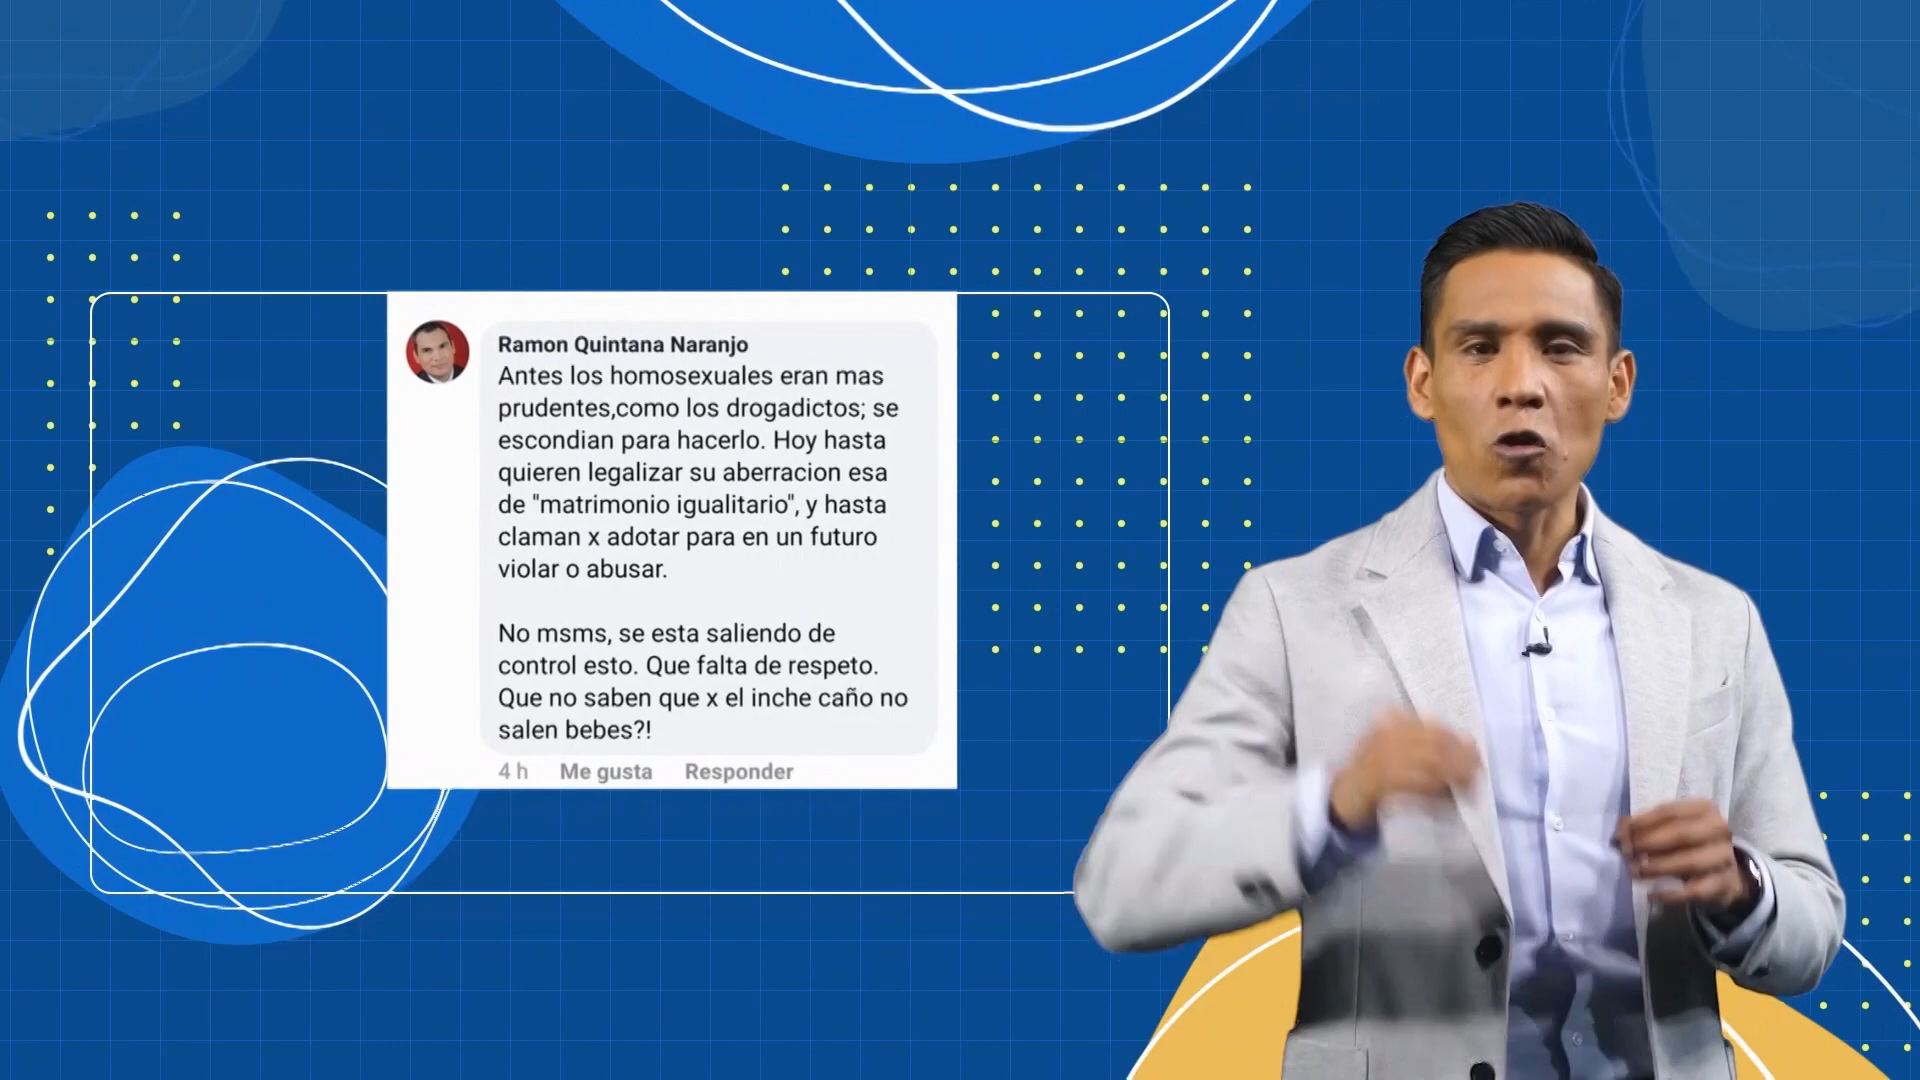 Ramon Quintana Naranjo
Antes los homosexuales eran mas
prudentes,como los drogadictos; se
escondian para hacerlo. Hoy hasta
quieren legalizar su aberracion esa
de "matrimonio igualitario", y hasta
claman x adotar para en un futuro
violar o abusar.
No msms, se esta saliendo de
control esto. Que falta de respeto.
Que no saben que x el inche caño no
salen bebes?!
4 h Me gusta Responder